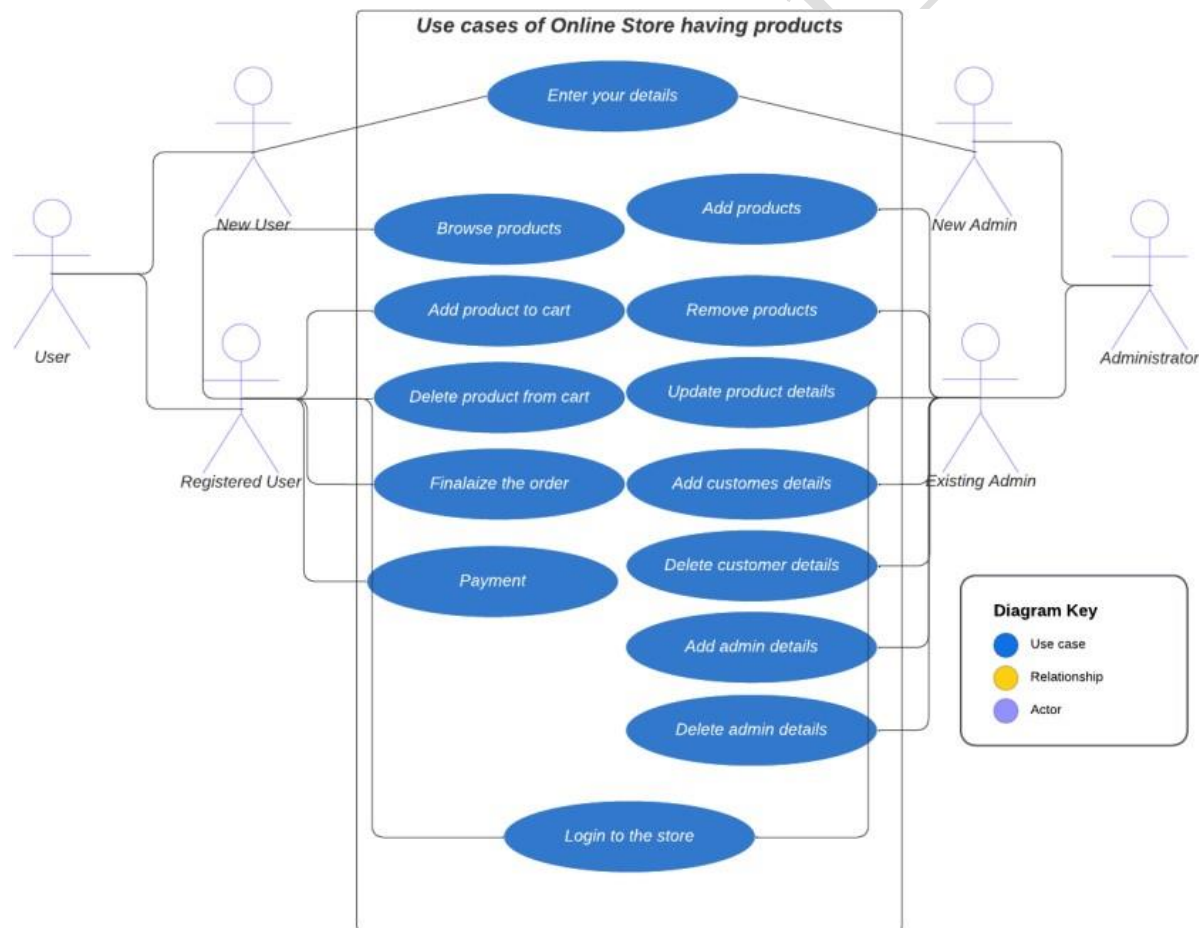 Use cases of Online Store having products
Enter your details
New User
New Admin
Browse products
Add products
User
Add product to cart
Remove products
Administrator
Delete product from cart
Update product details
Registered User
Finalaize the order
Add customes details
Existing Admin
Payment
Delete customer details
Add admin details
Delete admin details
Login to the store
Diagram Key
Use case
Relationship
Actor